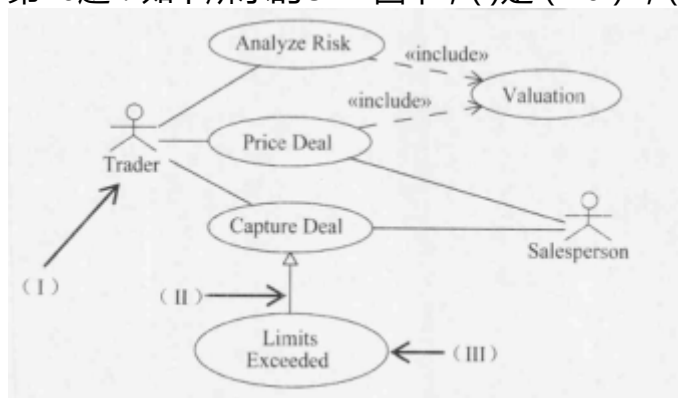 Analyze Risk
«include»
«include»
Valuation
Price Deal
Trader
Capture Deal
Salesperson
（I）
（II）
Limits
Exceeded
（III）